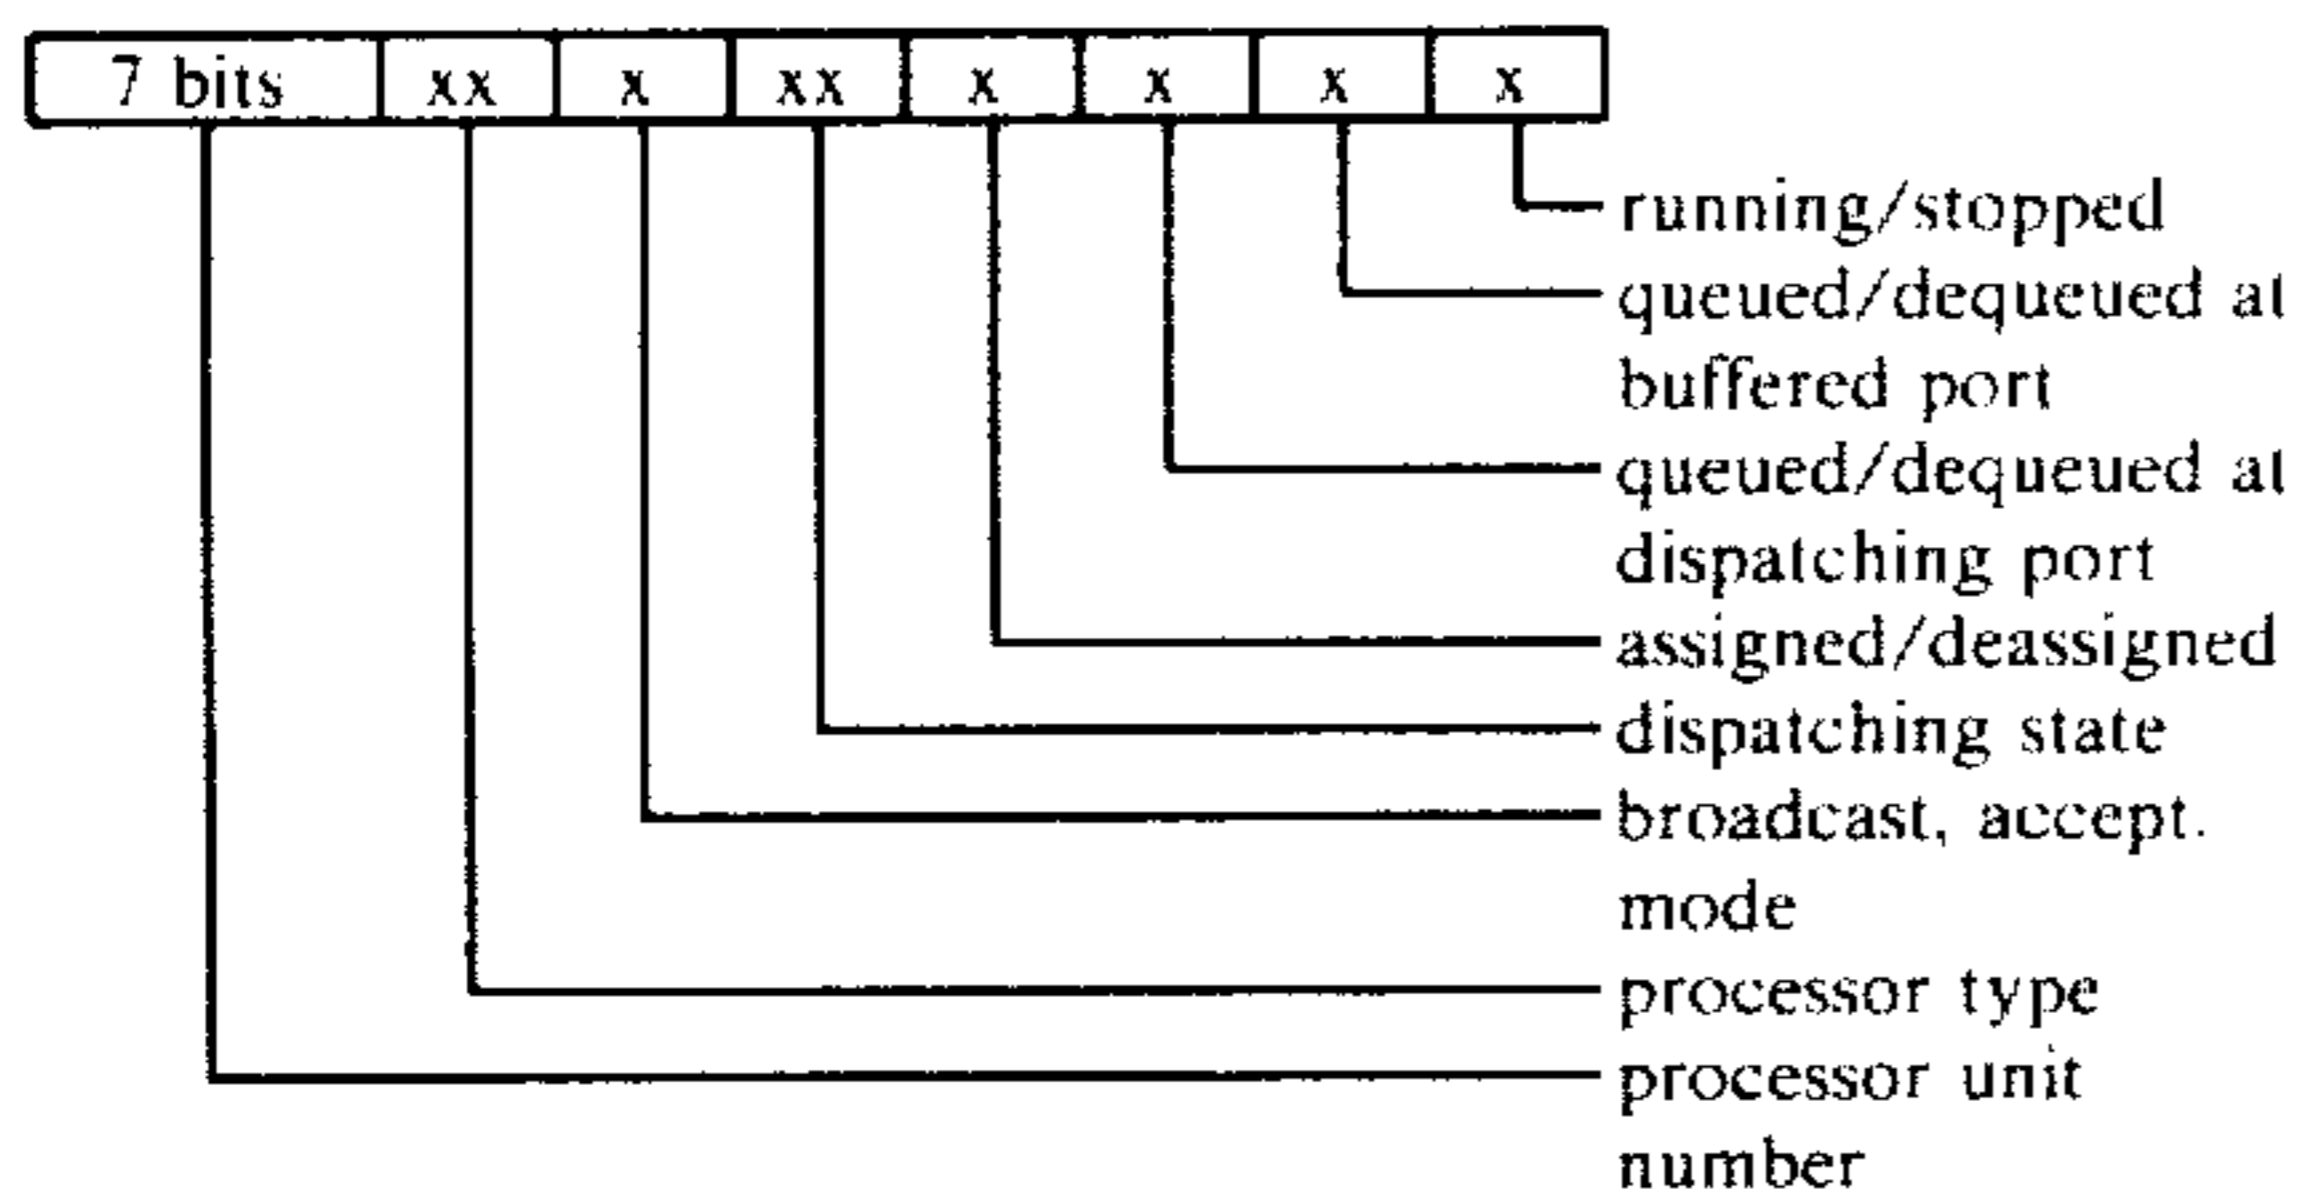 7 bits xx x xx x x x x
running/stopped
queued/dequeued at
buffered port
queued/dequeued at
dispatching port
assigned/deassigned
dispatching state
broadcast, accept.
mode
processor type
processor unit
number